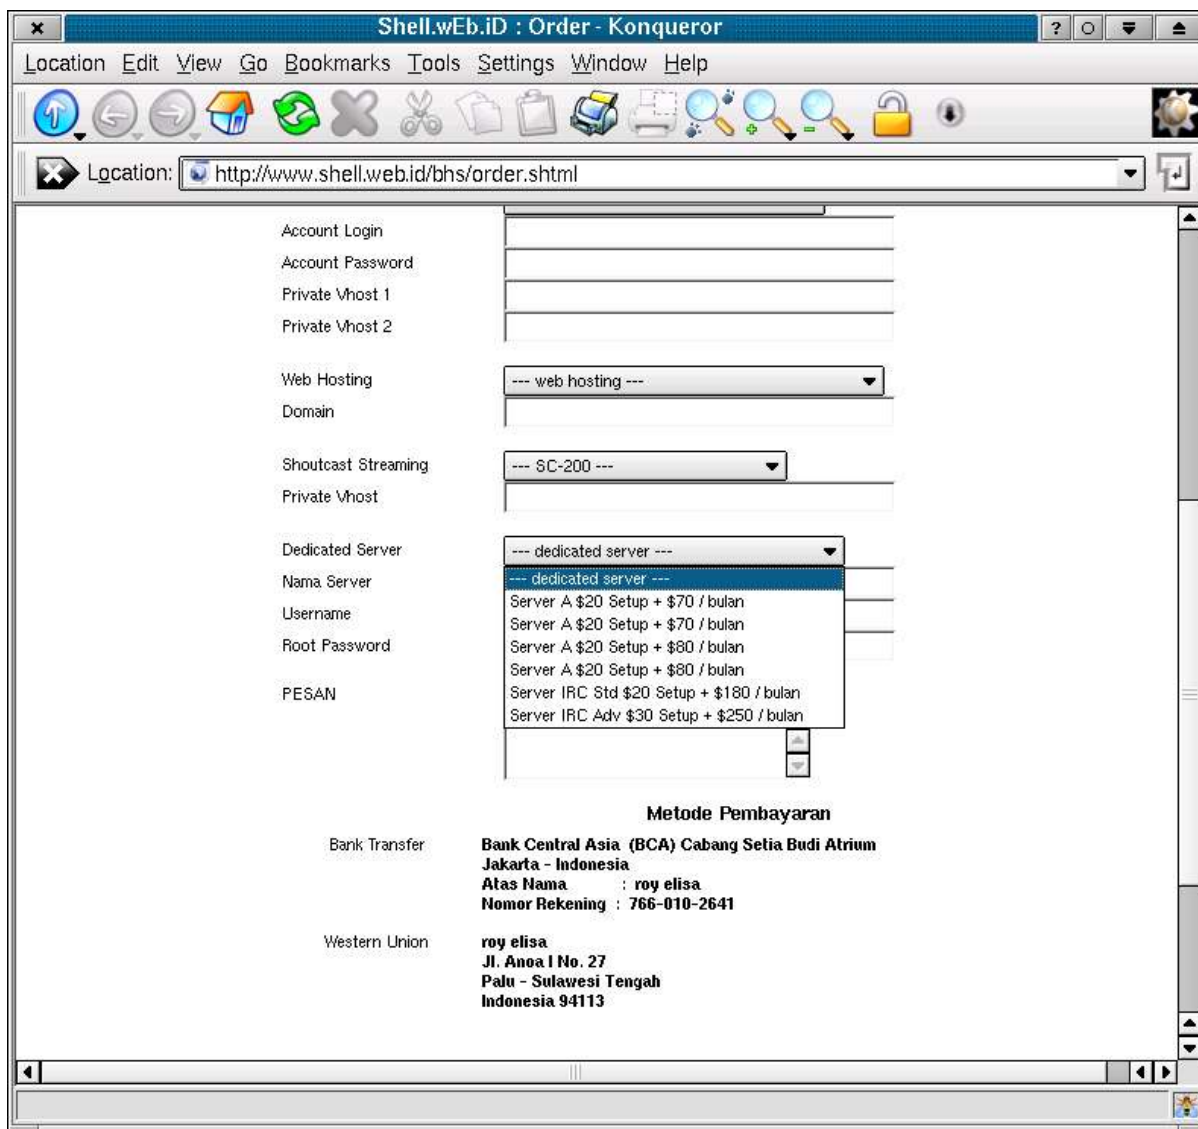 Shell.wEb.iD : Order - Konqueror
Location Edit View Go Bookmarks Tools Settings Window Help
Location: http://www.shell.web.id/bhs/order.shtml
Account Login
Account Password
Private Vhost 1
Private Vhost 2
Web Hosting --- web hosting ---
Domain
Shoutcast Streaming --- SC-200 ---
Private Vhost
Dedicated Server --- dedicated server ---
Nama Server --- dedicated server ---
Server A $20 Setup + $70 / bulan
Username Server A $20 Setup + $70 / bulan
Root Password Server A $20 Setup + $80 / bulan
Server A $20 Setup + $80 / bulan
PESAN Server IRC Std $20 Setup + $180 / bulan
Server IRC Adv $30 Setup + $250 / bulan
Metode Pembayaran
Bank Transfer Bank Central Asia (BCA) Cabang Setia Budi Atrium
Jakarta - Indonesia
Atas Nama : roy elisa
Nomor Rekening : 766-010-2641
Western Union roy elisa
Jl. Anoa I No. 27
Palu - Sulawesi Tengah
Indonesia 94113